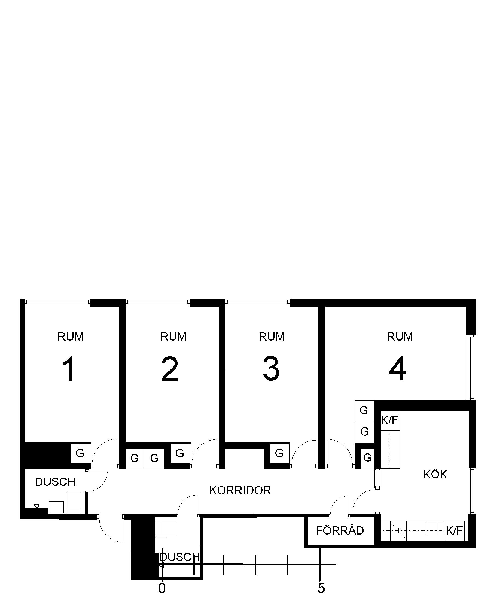 RUM RUM RUM RUM
1 2 3 4
G
G
K/F
G G G G G G
KÖK
DUSCH
KORRIDOR
FÖRRÅD K/F
DUSCH
0 5